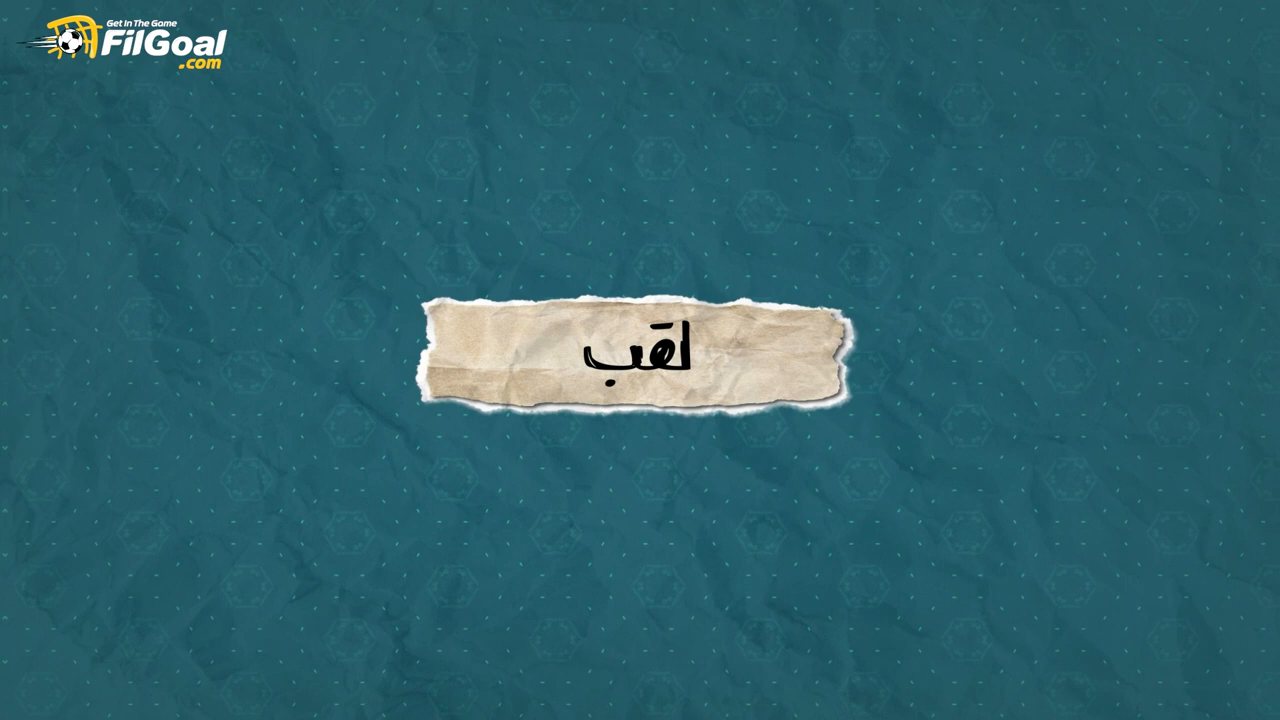 Get In The Game
FilGoal
.com
لقب